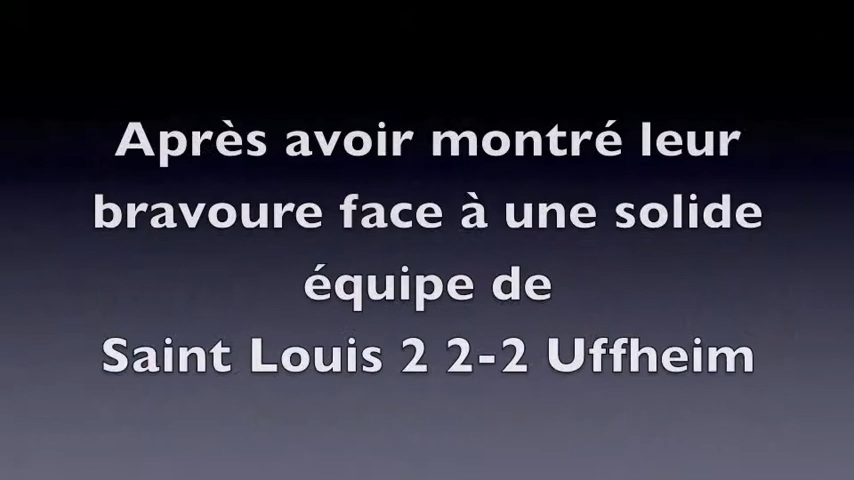 Après avoir montré leur
bravoure face à une solide
équipe de
Saint Louis 2 2-2 Uffheim